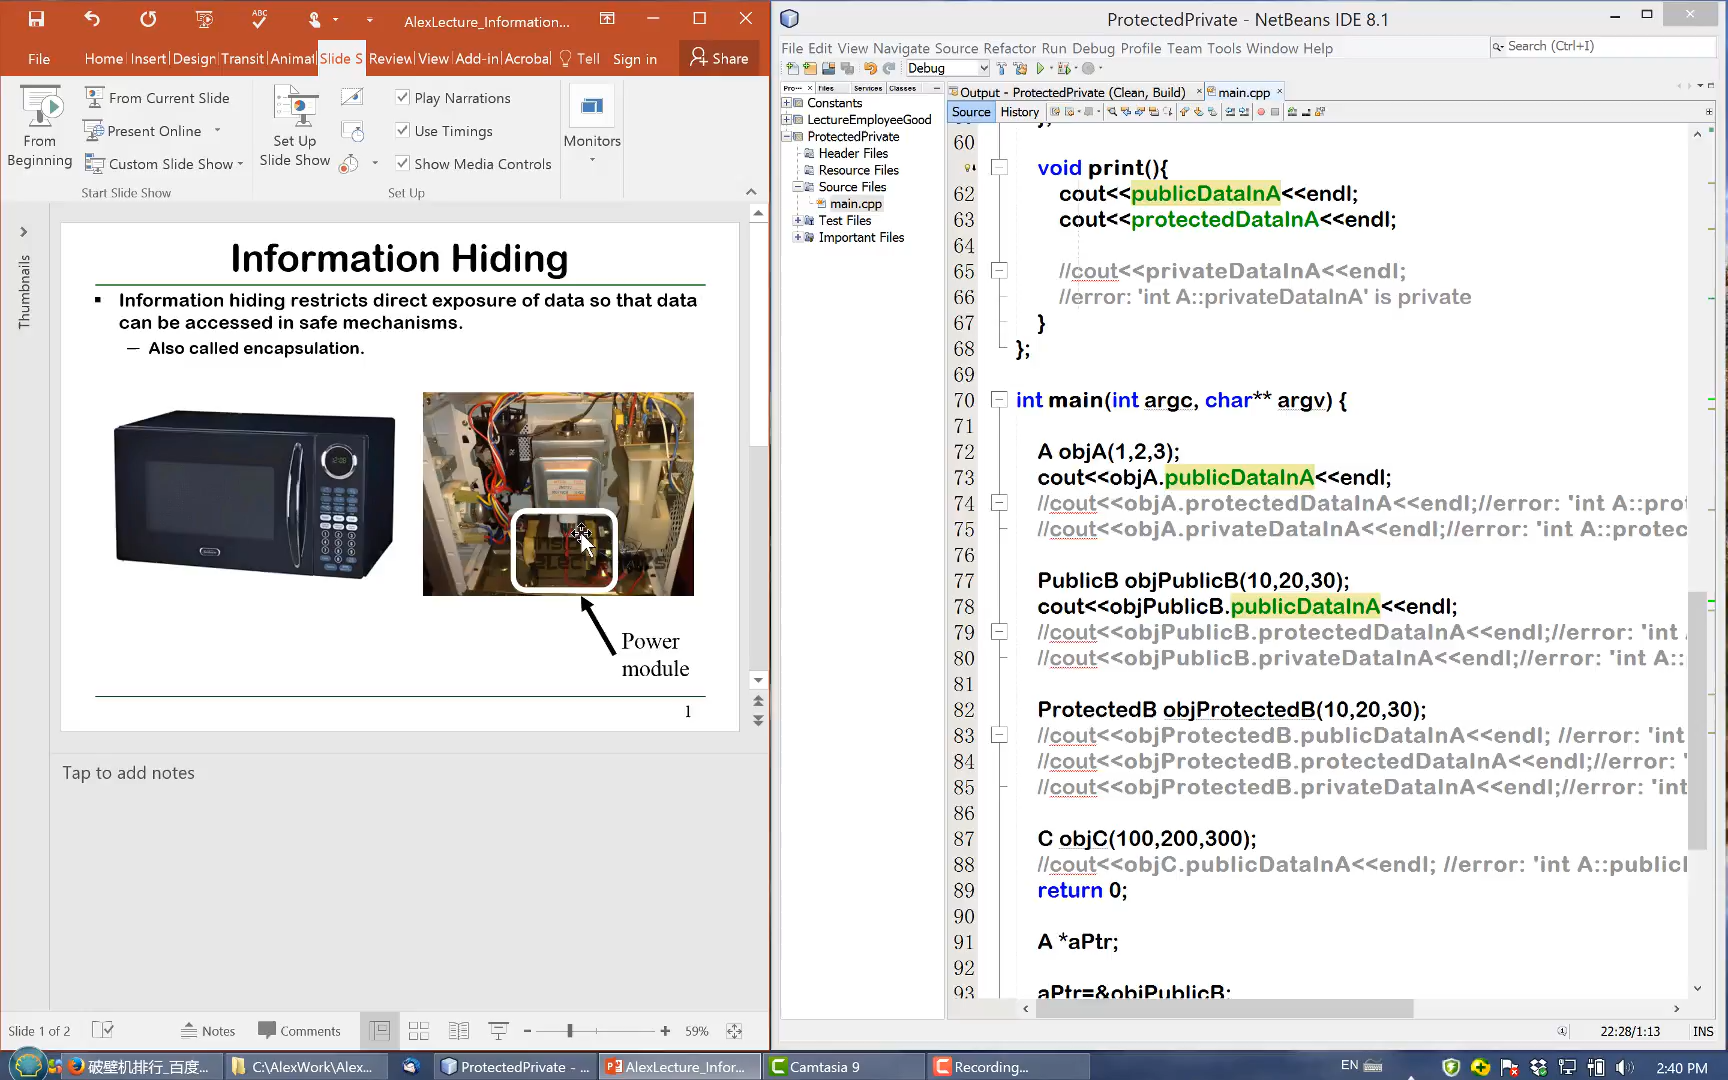 ABC
AlexLecture_Information...
File
Home
Insert
Design
Transit
Animat
Slide S
Review
View
Add-in
Acroba
Tell
Sign in
Share
From Beginning
From Current Slide
Present Online
Custom Slide Show
Start Slide Show
Set Up Slide Show
Play Narrations
Use Timings
Show Media Controls
Set Up
Monitors
Thumbnails
Information Hiding
▪ Information hiding restricts direct exposure of data so that data
can be accessed in safe mechanisms.
– Also called encapsulation.
Power
module
1
Tap to add notes
Slide 1 of 2
Notes
Comments
59%
ProtectedPrivate - NetBeans IDE 8.1
File Edit View Navigate Source Refactor Run Debug Profile Team Tools Window Help
Search (Ctrl+I)
Debug
Pro...
Files
Services
Classes
Constants
LectureEmployeeGood
ProtectedPrivate
Header Files
Resource Files
Source Files
main.cpp
Test Files
Important Files
Output - ProtectedPrivate (Clean, Build)
main.cpp
Source
History
60
void print(){
62 cout<<publicDataInA<<endl;
63 cout<<protectedDataInA<<endl;
64
65 //cout<<privateDataInA<<endl;
66 //error: 'int A::privateDataInA' is private
67 }
68 };
69
70 int main(int argc, char** argv) {
71
72 A objA(1,2,3);
73 cout<<objA.publicDataInA<<endl;
74 //cout<<objA.protectedDataInA<<endl;//error: 'int A::pro
75 //cout<<objA.privateDataInA<<endl;//error: 'int A::protec
76
77 PublicB objPublicB(10,20,30);
78 cout<<objPublicB.publicDataInA<<endl;
79 //cout<<objPublicB.protectedDataInA<<endl;//error: 'int A
80 //cout<<objPublicB.privateDataInA<<endl;//error: 'int A::
81
82 ProtectedB objProtectedB(10,20,30);
83 //cout<<objProtectedB.publicDataInA<<endl; //error: 'int
84 //cout<<objProtectedB.protectedDataInA<<endl;//error: '
85 //cout<<objProtectedB.privateDataInA<<endl;//error: 'int
86
87 C objC(100,200,300);
88 //cout<<objC.publicDataInA<<endl; //error: 'int A::publicI
89 return 0;
90
91 A *aPtr;
92
93 aPtr=&objPublicB;
22:28/1:13
INS
破壁机排行_百度...
C:\AlexWork\Alex...
ProtectedPrivate - ...
AlexLecture_Infor...
Camtasia 9
Recording...
EN
2:40 PM